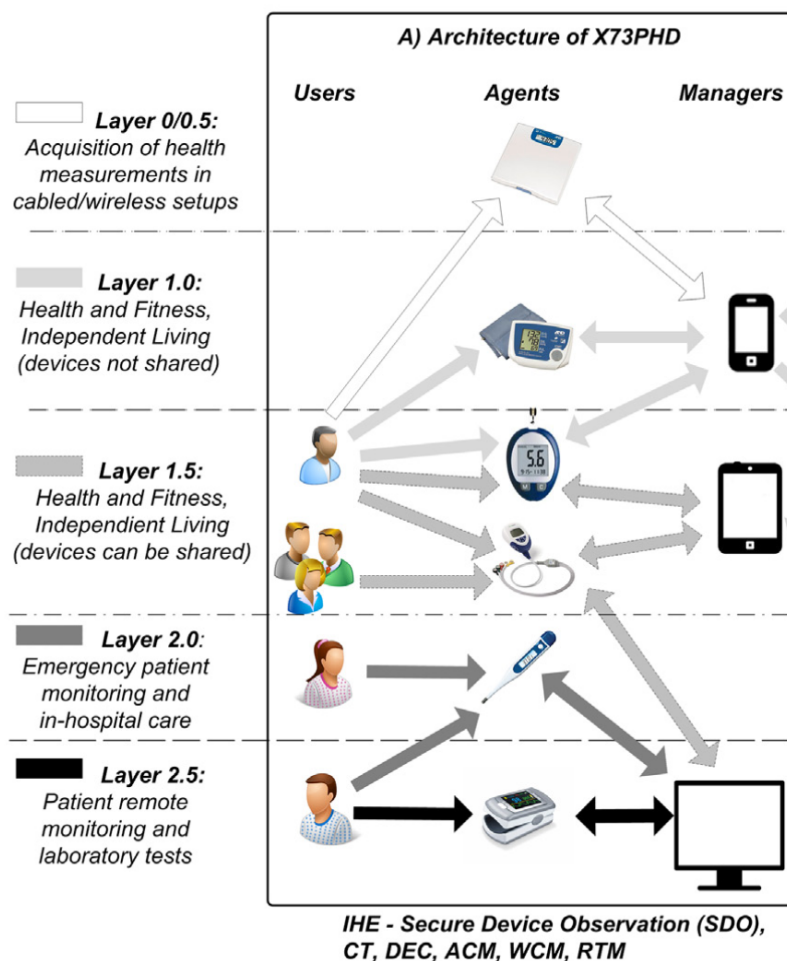 A) Architecture of X73PHD
Users
Agents
Managers
Layer 0/0.5:
Acquisition of health
measurements in
cabled/wireless setups
Layer 1.0:
Health and Fitness,
Independent Living
(devices not shared)
Layer 1.5:
Health and Fitness,
Independient Living
(devices can be shared)
5.6
Layer 2.0:
Emergency patient
monitoring and
in-hospital care
Layer 2.5:
Patient remote
monitoring and
laboratory tests
IHE - Secure Device Observation (SDO),
CT, DEC, ACM, WCM, RTM